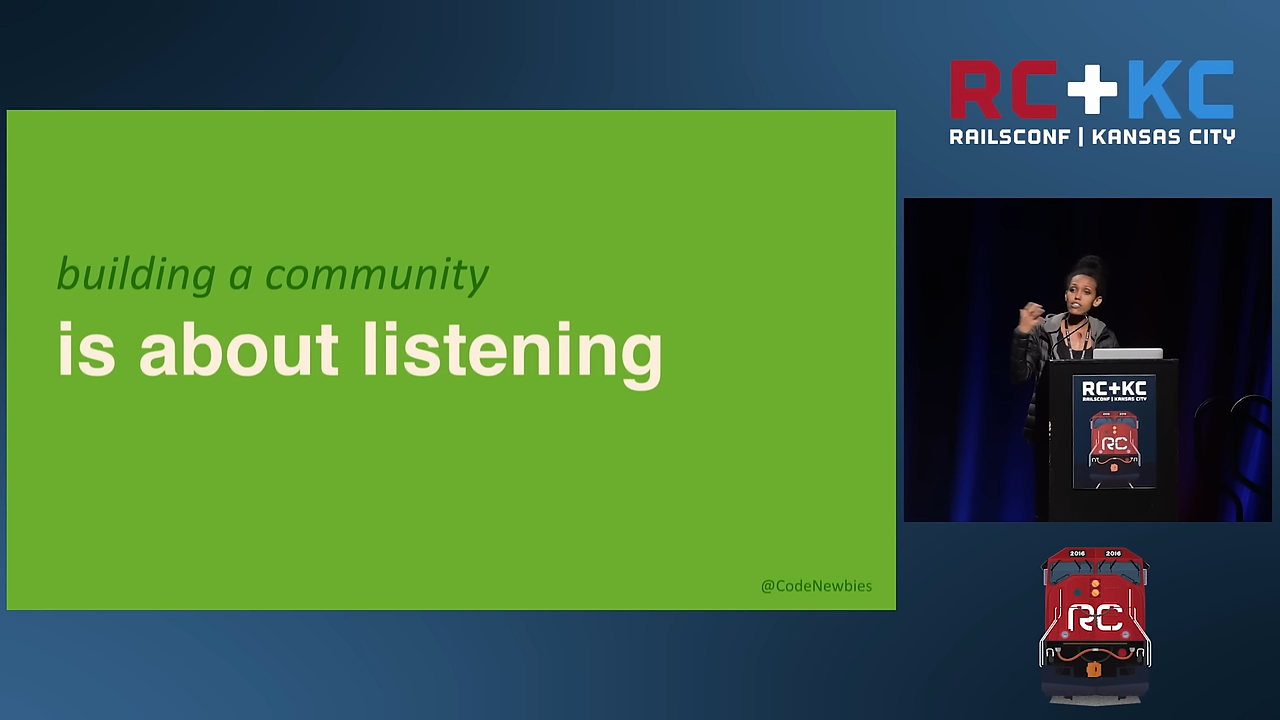 building a community
is about listening
@CodeNewbies
RC+KC
RAILSCONF | KANSAS CITY
RC+KC
RAILSCONF | KANSAS CITY
RC
2016 2016
RC